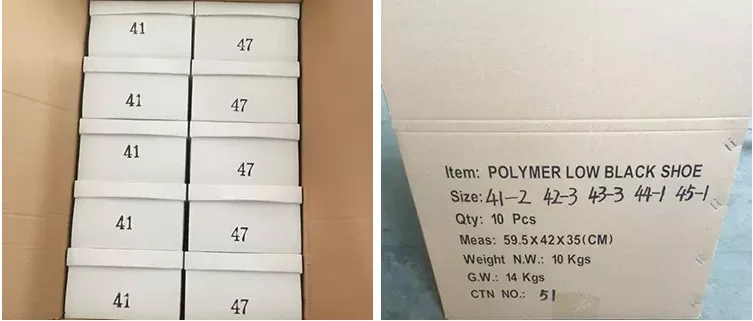 41 47
41 47
41 47
41 47
41 47
Item: POLYMER LOW BLACK SHOE
Size: 41-2 42-3 43-3 44-1 45-1
Qty: 10 Pcs
Meas: 59.5X42X35(CM)
Weight N.W.: 10 Kgs
G.W.: 14 Kgs
CTN NO.: 51